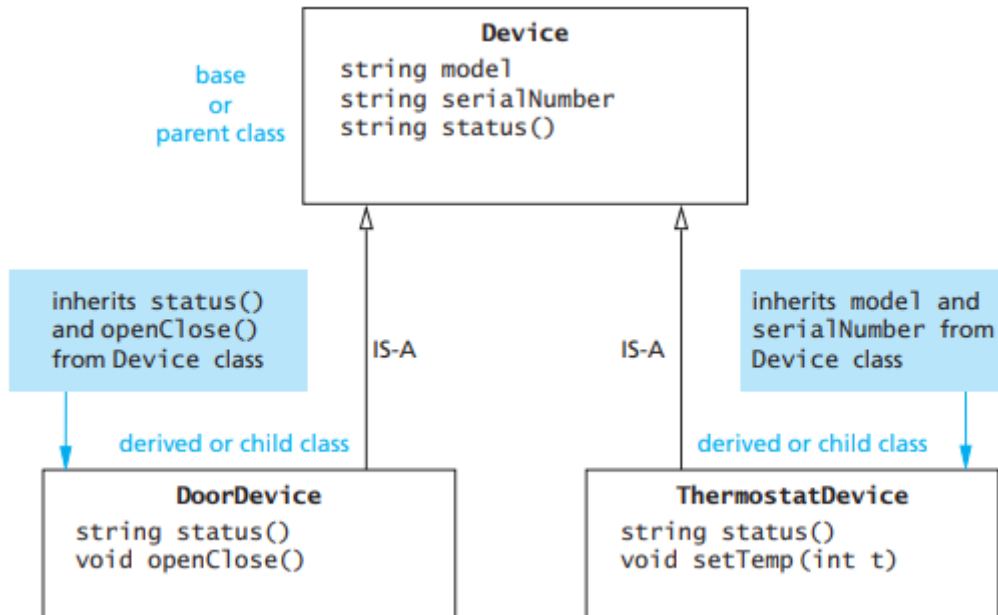 Device
string model
string serialNumber
string status()
base
or
parent class
inherits status()
and openClose()
from Device class
IS-A
IS-A
inherits model and
serialNumber from
Device class
derived or child class
derived or child class
DoorDevice
string status()
void openClose()
ThermostatDevice
string status()
void setTemp(int t)